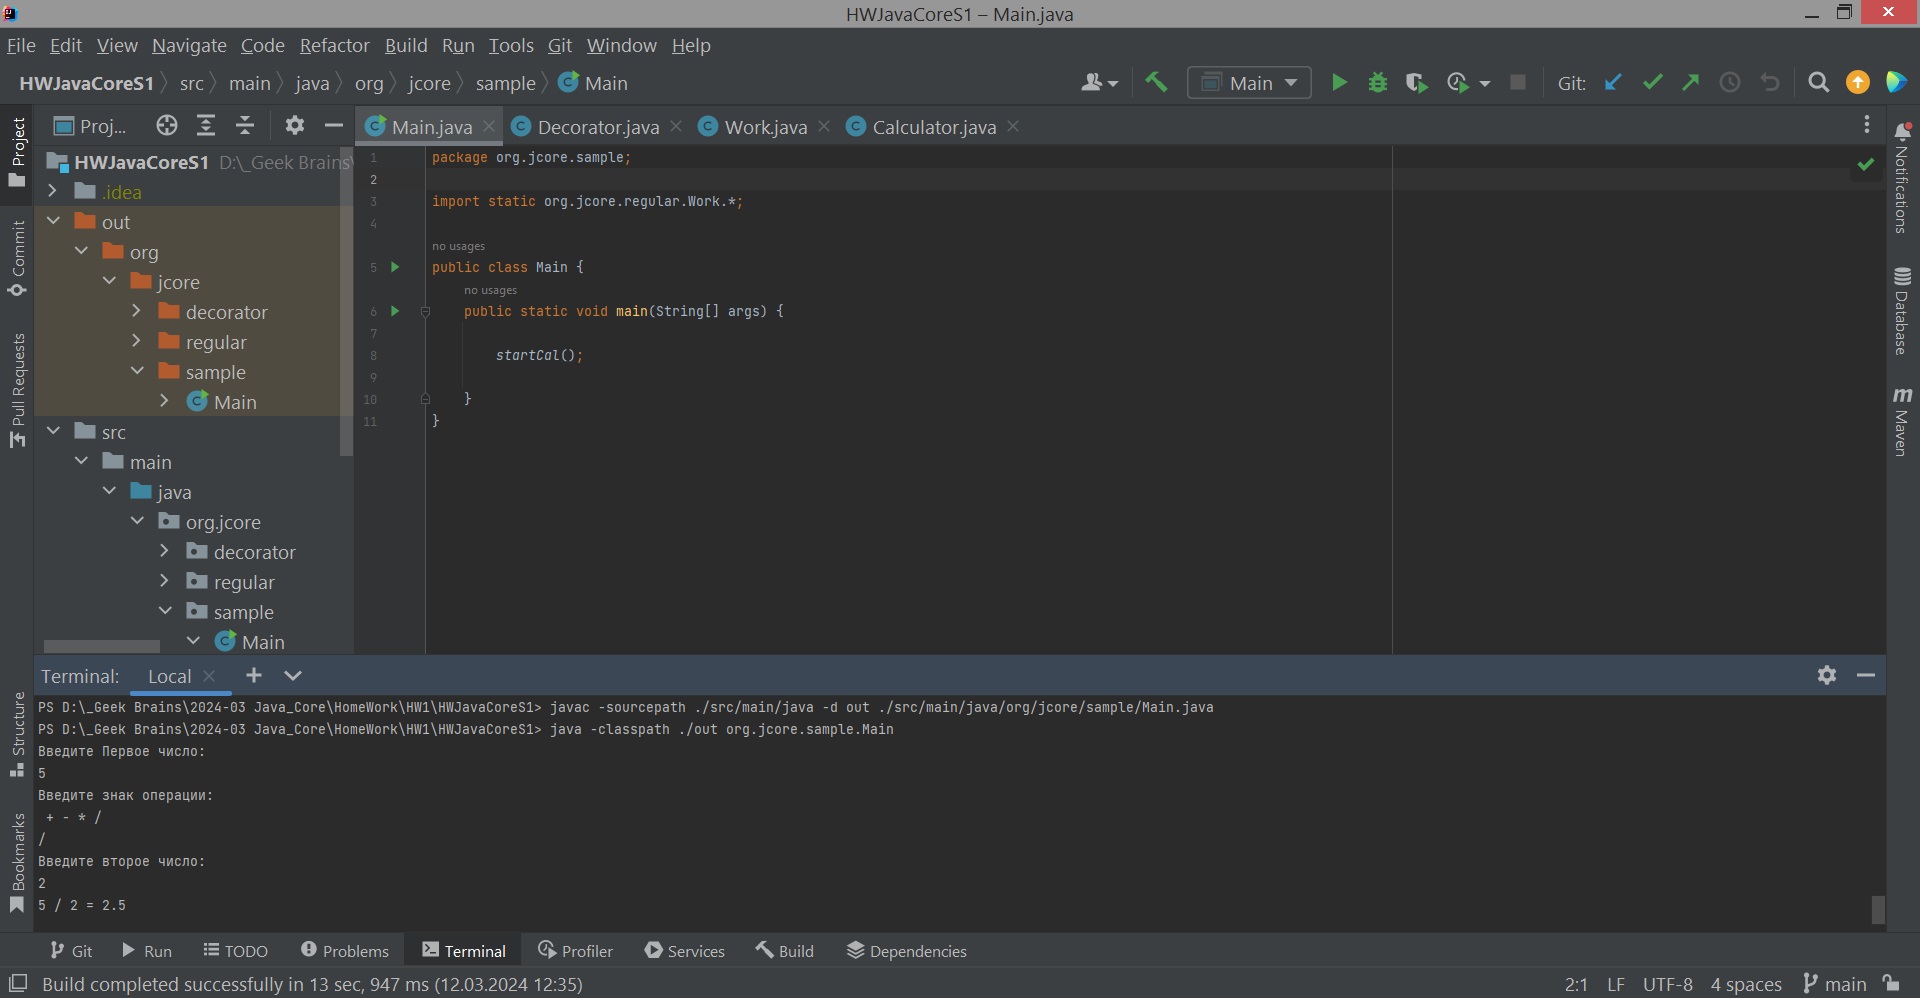 HWJavaCoreS1 – Main.java
File Edit View Navigate Code Refactor Build Run Tools Git Window Help
HWJavaCoreS1 src main java org jcore sample Main
Main
Git:
Project
Commit
Pull Requests
Structure
Bookmarks
Proj...
HWJavaCoreS1 D:\_Geek Brains\
.idea
out
org
jcore
decorator
regular
sample
Main
src
main
java
org.jcore
decorator
regular
sample
Main
Main.java Decorator.java Work.java Calculator.java
1 package org.jcore.sample;
2
3 import static org.jcore.regular.Work.*;
4
no usages
5 public class Main {
no usages
6 public static void main(String[] args) {
7
8 startCal();
9
10 }
11 }
Notifications
Database
Maven
Terminal: Local
PS D:\_Geek Brains\2024-03 Java_Core\HomeWork\HW1\HWJavaCoreS1> javac -sourcepath ./src/main/java -d out ./src/main/java/org/jcore/sample/Main.java
PS D:\_Geek Brains\2024-03 Java_Core\HomeWork\HW1\HWJavaCoreS1> java -classpath ./out org.jcore.sample.Main
Введите Первое число:
5
Введите знак операции:
+ - * /
/
Введите второе число:
2
5 / 2 = 2.5
Git Run TODO Problems Terminal Profiler Services Build Dependencies
Build completed successfully in 13 sec, 947 ms (12.03.2024 12:35)
2:1 LF UTF-8 4 spaces main